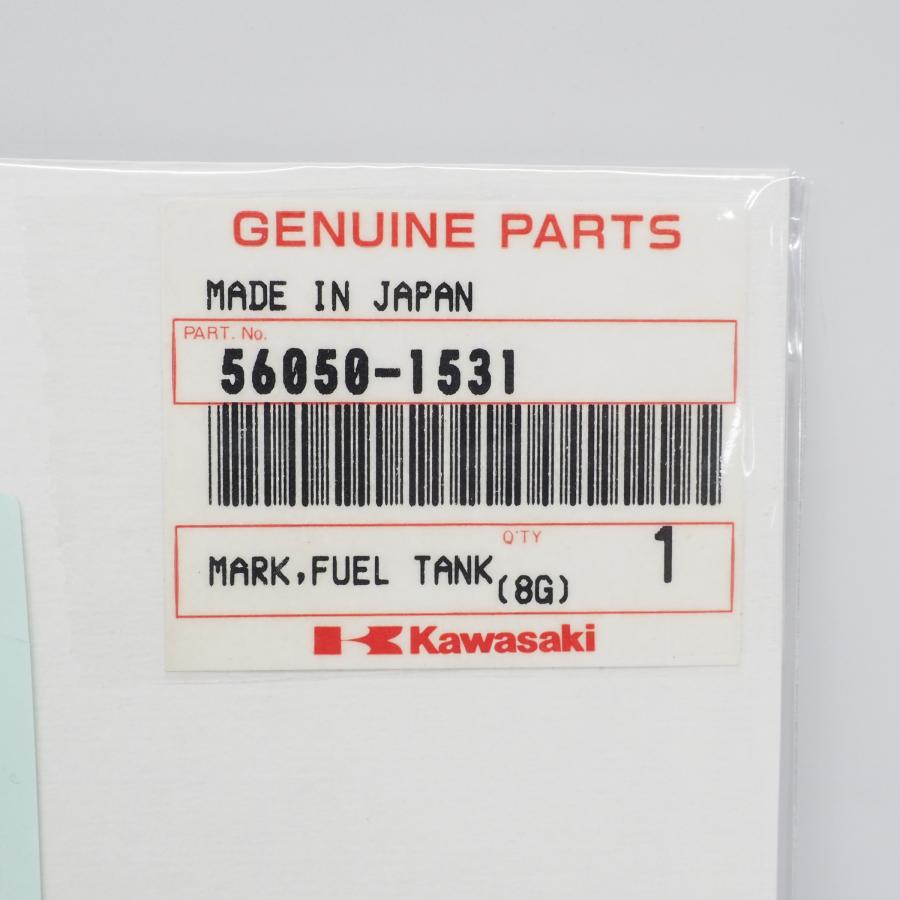 GENUINE PARTS
MADE IN JAPAN
PART. No.
56050-1531
Q'TY
1
MARK,FUEL TANK
(8G)
Kawasaki